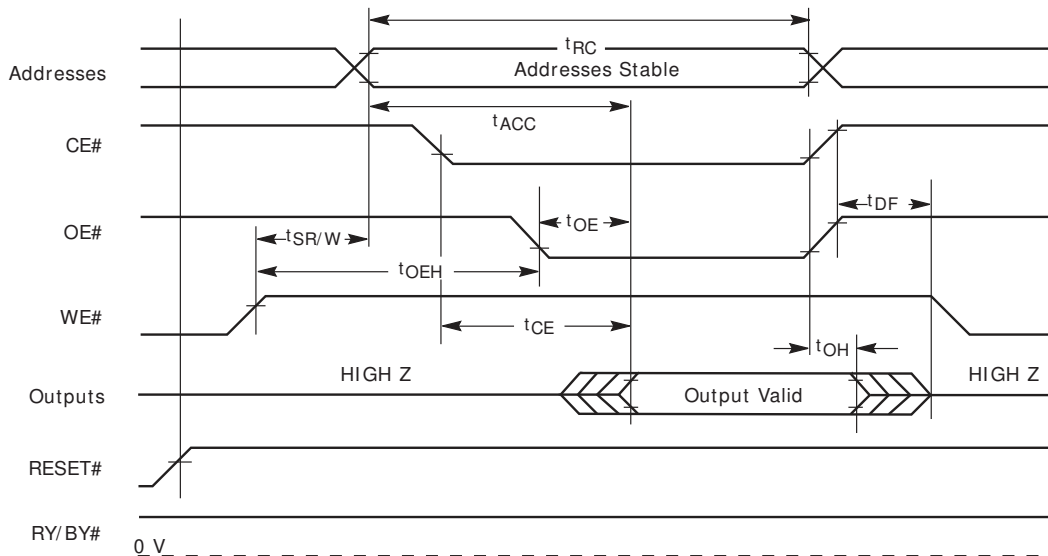 tRC
Addresses
Addresses Stable
tACC
CE#
tDF
tOE
OE#
tSR/W
tOEH
WE#
tCE
tOH
HIGH Z
HIGH Z
Outputs
Output Valid
RESET#
RY/BY#
0 V